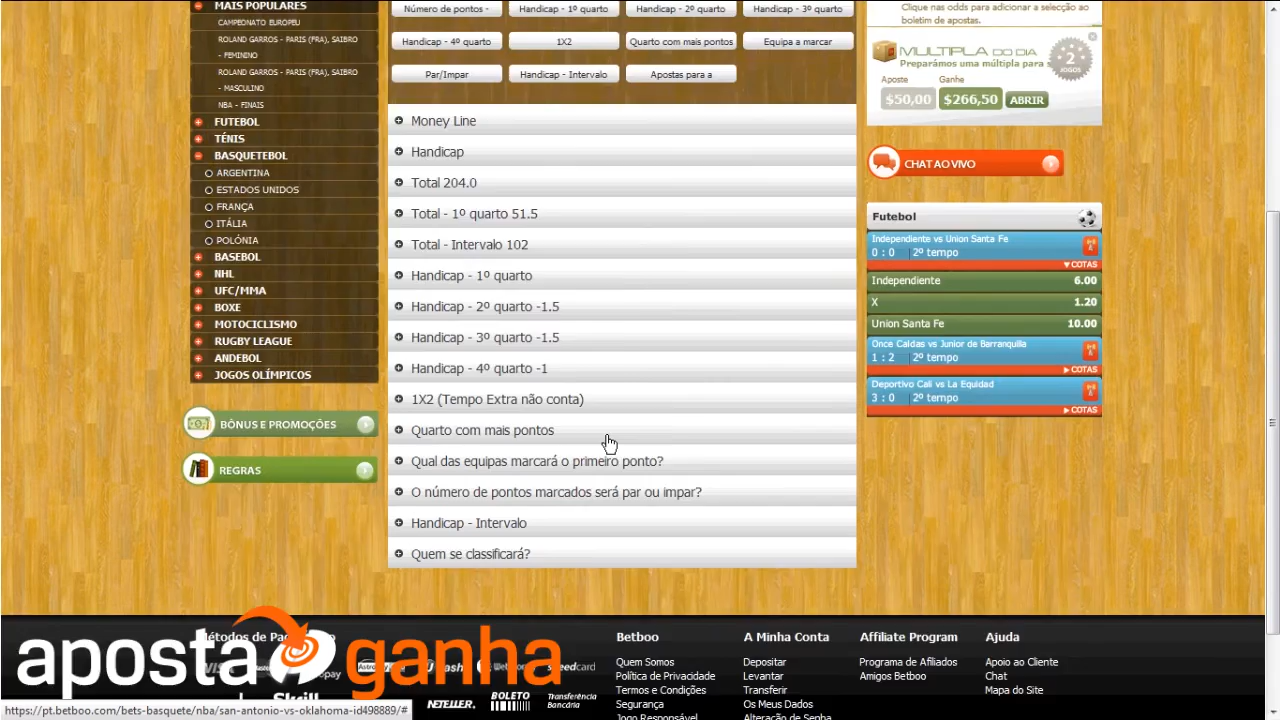 MAIS POPULARES
CAMPEONATO EUROPEU
ROLAND GARROS - PARIS (FRA), SAIBRO
- FEMININO
ROLAND GARROS - PARIS (FRA), SAIBRO
- MASCULINO
NBA - FINAIS
FUTEBOL
TÉNIS
BASQUETEBOL
ARGENTINA
ESTADOS UNIDOS
FRANÇA
ITÁLIA
POLÓNIA
BASEBOL
NHL
UFC/MMA
BOXE
MOTOCICLISMO
RUGBY LEAGUE
ANDEBOL
JOGOS OLÍMPICOS
BÔNUS E PROMOÇÕES
REGRAS
Número de pontos -
Handicap - 1º quarto
Handicap - 2º quarto
Handicap - 3º quarto
Handicap - 4º quarto
1X2
Quarto com mais pontos
Equipa a marcar
Par/Impar
Handicap - Intervalo
Apostas para a
Money Line
Handicap
Total 204.0
Total - 1º quarto 51.5
Total - Intervalo 102
Handicap - 1º quarto
Handicap - 2º quarto -1.5
Handicap - 3º quarto -1.5
Handicap - 4º quarto -1
1X2 (Tempo Extra não conta)
Quarto com mais pontos
Qual das equipas marcará o primeiro ponto?
O número de pontos marcados será par ou impar?
Handicap - Intervalo
Quem se classificará?
Clique nas odds para adicionar a selecção ao
boletim de apostas.
MULTIPLA DO DIA
Preparámos uma múltipla para s
2
JOGOS
Aposte
Ganhe
$50,00
$266,50
ABRIR
CHAT AO VIVO
Futebol
Independiente vs Union Santa Fe
0 : 0 | 2º tempo
▼COTAS
Independiente 6.00
X 1.20
Union Santa Fe 10.00
Once Caldas vs Junior de Barranquilla
1 : 2 | 2º tempo
▶COTAS
Deportivo Cali vs La Equidad
3 : 0 | 2º tempo
▶COTAS
aposta ganha
NETELLER.
BOLETO
Transferência
Bancária
Betboo
Quem Somos
Política de Privacidade
Termos e Condições
Segurança
Jogo Responsável
A Minha Conta
Depositar
Levantar
Transferir
Os Meus Dados
Alteração de Senha
Affiliate Program
Programa de Afiliados
Amigos Betboo
Ajuda
Apoio ao Cliente
Chat
Mapa do Site
https://pt.betboo.com/bets-basquete/nba/san-antonio-vs-oklahoma-id498889/#